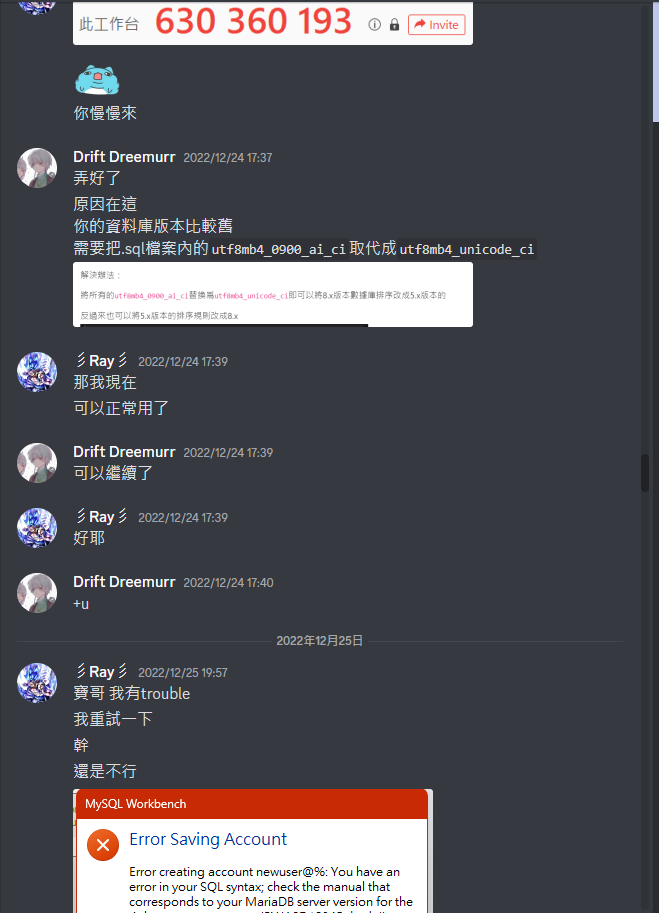 此工作台 630 360 193 Invite
你慢慢來
Drift Dreemurr 2022/12/24 17:37
弄好了
原因在這
你的資料庫版本比較舊
需要把.sql檔案內的 utf8mb4_0900_ai_ci 取代成 utf8mb4_unicode_ci
解決辦法：
將所有的utf8mb4_0900_ai_ci替換為utf8mb4_unicode_ci即可以將8.x版本數據庫排序改成5.x版本的
反過來也可以將5.x版本的排序規則改成8.x
彡Ray彡 2022/12/24 17:39
那我現在
可以正常用了
Drift Dreemurr 2022/12/24 17:39
可以繼續了
彡Ray彡 2022/12/24 17:39
好耶
Drift Dreemurr 2022/12/24 17:40
+u
2022年12月25日
彡Ray彡 2022/12/25 19:57
寶哥 我有trouble
我重試一下
幹
還是不行
MySQL Workbench
Error Saving Account
Error creating account newuser@%: You have an
error in your SQL syntax; check the manual that
corresponds to your MariaDB server version for the